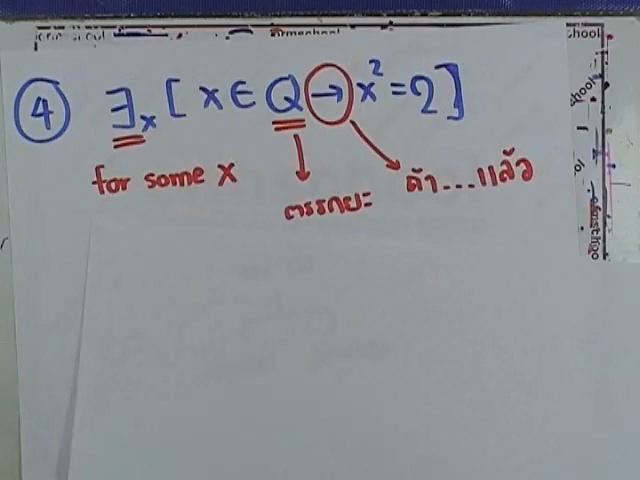 ④ ∃x [ x ∈ Q → x² = 2 ]
for some x
ตรรกยะ
ถ้า...แล้ว